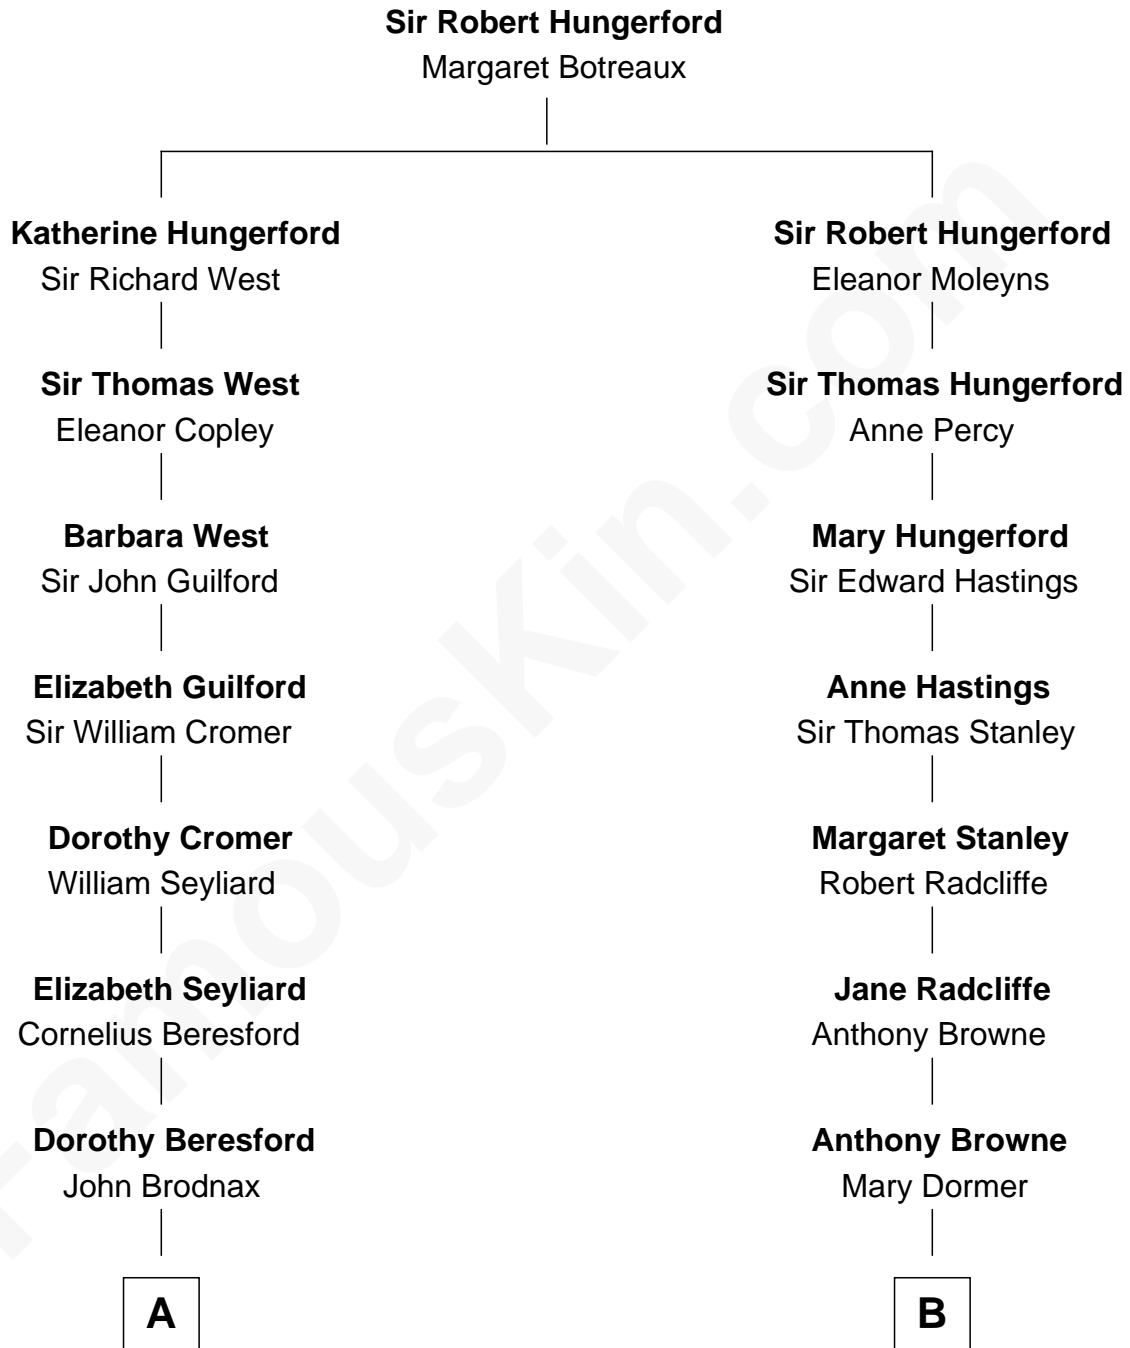 Sir Robert Hungerford
Margaret Botreaux
Katherine Hungerford
Sir Richard West
Sir Robert Hungerford
Eleanor Moleyns
Sir Thomas West
Eleanor Copley
Sir Thomas Hungerford
Anne Percy
Barbara West
Sir John Guilford
Mary Hungerford
Sir Edward Hastings
Elizabeth Guilford
Sir William Cromer
Anne Hastings
Sir Thomas Stanley
Dorothy Cromer
William Seyliard
Margaret Stanley
Robert Radcliffe
Elizabeth Seyliard
Cornelius Beresford
Jane Radcliffe
Anthony Browne
Dorothy Beresford
John Brodnax
Anthony Browne
Mary Dormer
A
B
FamousKin.com